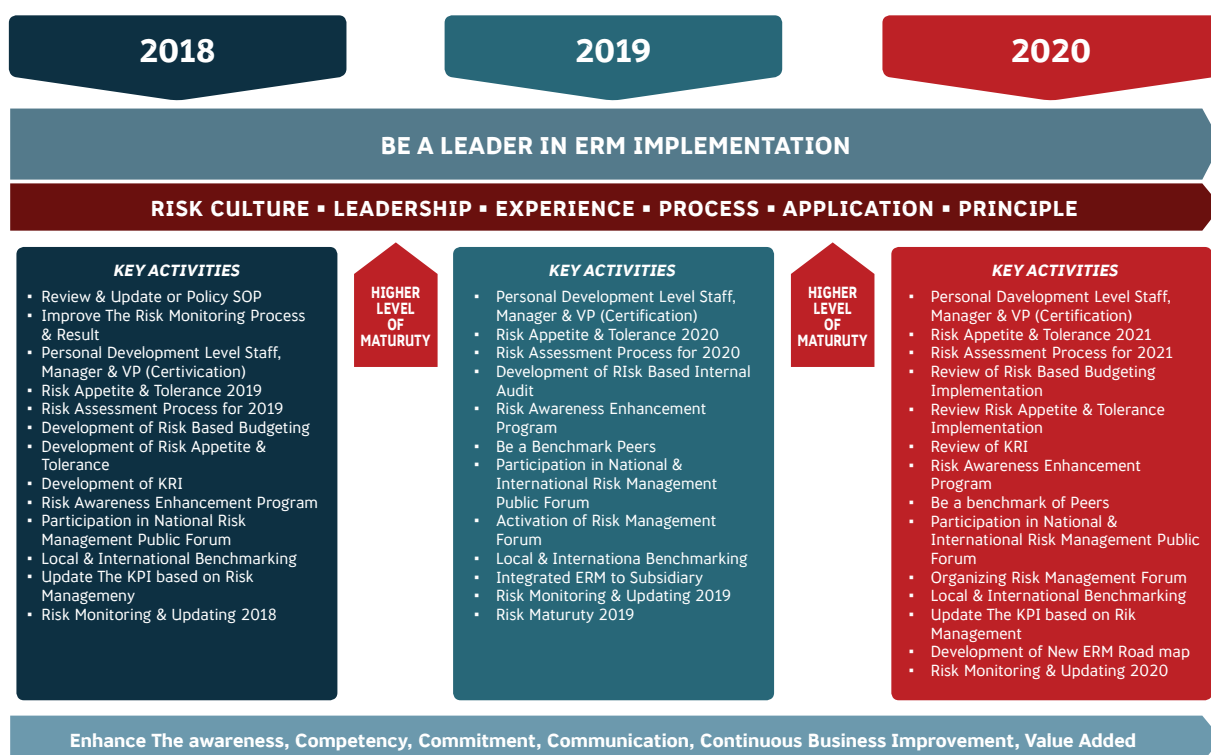 2018
2019
2020
BE A LEADER IN ERM IMPLEMENTATION
RISK CULTURE ▪ LEADERSHIP ▪ EXPERIENCE ▪ PROCESS ▪ APPLICATION ▪ PRINCIPLE
KEY ACTIVITIES
▪ Review & Update or Policy SOP
▪ Improve The Risk Monitoring Process
& Result
▪ Personal Development Level Staff,
Manager & VP (Certivication)
▪ Risk Appetite & Tolerance 2019
▪ Risk Assessment Process for 2019
▪ Development of Risk Based Budgeting
▪ Development of Risk Appetite &
Tolerance
▪ Development of KRI
▪ Risk Awareness Enhancement Program
▪ Participation in National Risk
Management Public Forum
▪ Local & International Benchmarking
▪ Update The KPI based on Risk
Managemeny
▪ Risk Monitoring & Updating 2018
HIGHER
LEVEL
OF
MATURUTY
KEY ACTIVITIES
▪ Personal Development Level Staff,
Manager & VP (Certification)
▪ Risk Appetite & Tolerance 2020
▪ Risk Assessment Process for 2020
▪ Development of RIsk Based Internal
Audit
▪ Risk Awareness Enhancement
Program
▪ Be a Benchmark Peers
▪ Participation in National &
International Risk Management
Public Forum
▪ Activation of Risk Management
Forum
▪ Local & Internationa Benchmarking
▪ Integrated ERM to Subsidiary
▪ Risk Monitoring & Updating 2019
▪ Risk Maturuty 2019
HIGHER
LEVEL
OF
MATURUTY
KEY ACTIVITIES
▪ Personal Davelopment Level Staff,
Manager & VP (Certification)
▪ Risk Appetite & Tolerance 2021
▪ Risk Assessment Process for 2021
▪ Review of Risk Based Budgeting
Implementation
▪ Review Risk Appetite & Tolerance
Implementation
▪ Review of KRI
▪ Risk Awareness Enhancement
Program
▪ Be a benchmark of Peers
▪ Participation in National &
International Risk Management Public
Forum
▪ Organizing Risk Management Forum
▪ Local & International Benchmarking
▪ Update The KPI based on Rik
Management
▪ Development of New ERM Road map
▪ Risk Monitoring & Updating 2020
Enhance The awareness, Competency, Commitment, Communication, Continuous Business Improvement, Value Added